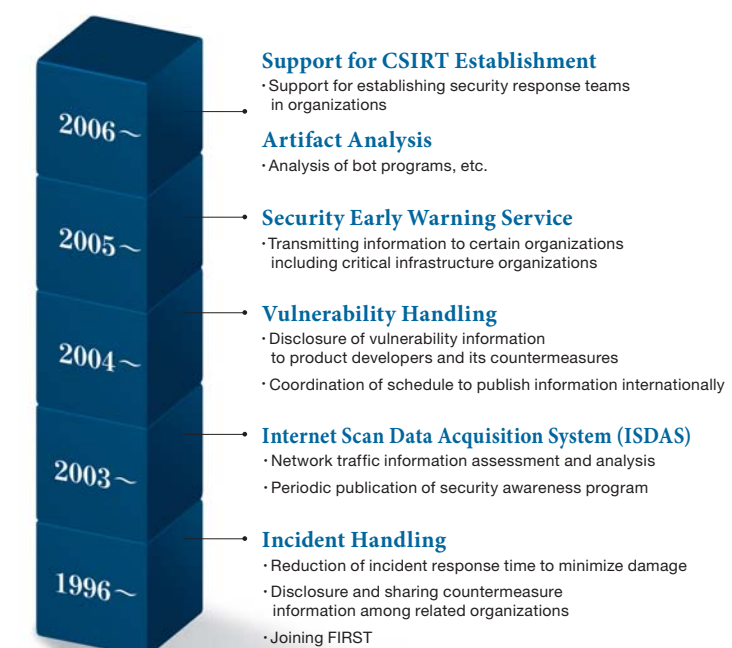 2006~
Support for CSIRT Establishment
・Support for establishing security response teams
in organizations
Artifact Analysis
・Analysis of bot programs, etc.
2005~
Security Early Warning Service
・Transmitting information to certain organizations
including critical infrastructure organizations
2004~
Vulnerability Handling
・Disclosure of vulnerability information
to product developers and its countermeasures
・Coordination of schedule to publish information internationally
2003~
Internet Scan Data Acquisition System (ISDAS)
・Network traffic information assessment and analysis
・Periodic publication of security awareness program
1996~
Incident Handling
・Reduction of incident response time to minimize damage
・Disclosure and sharing countermeasure
information among related organizations
・Joining FIRST